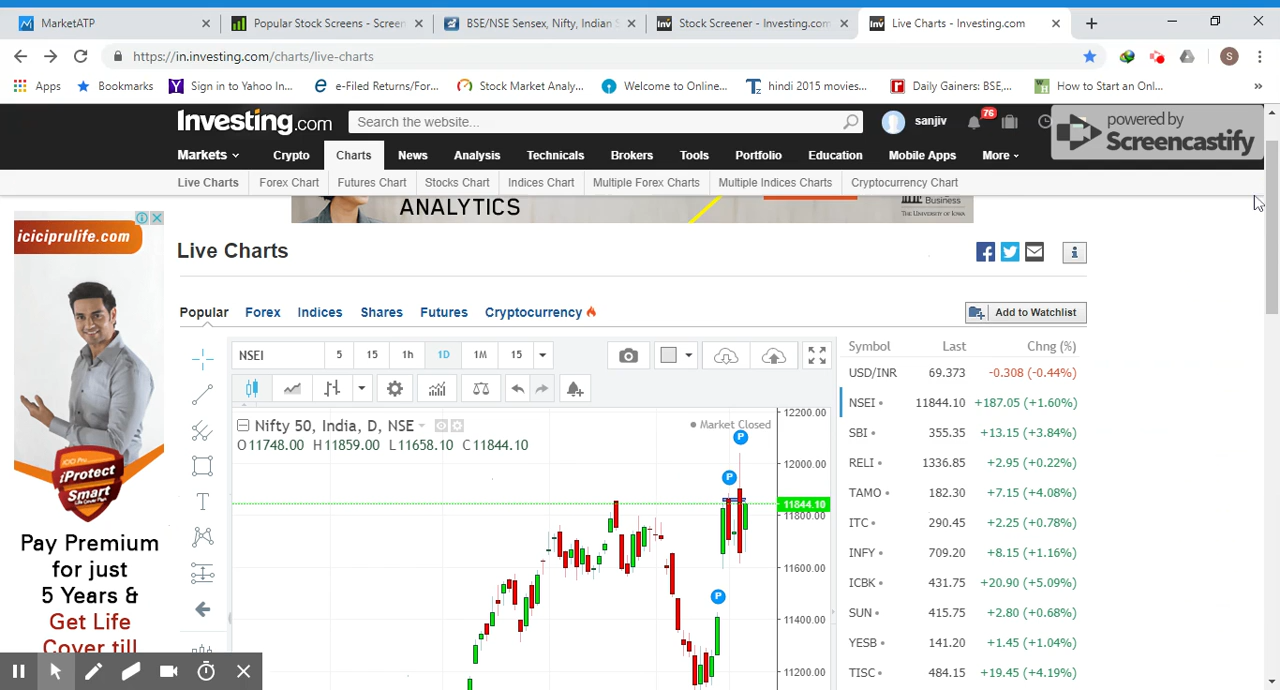 MarketATP
Popular Stock Screens - Screen
BSE/NSE Sensex, Nifty, Indian S
Stock Screener - Investing.com
Live Charts - Investing.com
https://in.investing.com/charts/live-charts
S
Apps
Bookmarks
Sign in to Yahoo In...
e-Filed Returns/For...
Stock Market Analy...
Welcome to Online...
hindi 2015 movies...
Daily Gainers: BSE,...
How to Start an Onl...
»
Investing.com
Search the website...
sanjiv
76
powered by
Screencastify
Markets
Crypto
Charts
News
Analysis
Technicals
Brokers
Tools
Portfolio
Education
Mobile Apps
More
Live Charts
Forex Chart
Futures Chart
Stocks Chart
Indices Chart
Multiple Forex Charts
Multiple Indices Charts
Cryptocurrency Chart
ANALYTICS
Business
THE UNIVERSITY OF IOWA
iciciprulife.com
iProtect
Smart
Pay Premium
for just
5 Years &
Get Life
Cover till
Live Charts
Popular
Forex
Indices
Shares
Futures
Cryptocurrency
Add to Watchlist
NSEI
5
15
1h
1D
1M
15
Nifty 50, India, D, NSE
Market Closed
O11748.00 H11859.00 L11658.10 C11844.10
12200.00
12000.00
11844.10
11800.00
11600.00
11400.00
11200.00
P
P
P
Symbol Last Chng (%)
USD/INR 69.373 -0.308 (-0.44%)
NSEI 11844.10 +187.05 (+1.60%)
SBI 355.35 +13.15 (+3.84%)
RELI 1336.85 +2.95 (+0.22%)
TAMO 182.30 +7.15 (+4.08%)
ITC 290.45 +2.25 (+0.78%)
INFY 709.20 +8.15 (+1.16%)
ICBK 431.75 +20.90 (+5.09%)
SUN 415.75 +2.80 (+0.68%)
YESB 141.20 +1.45 (+1.04%)
TISC 484.15 +19.45 (+4.19%)